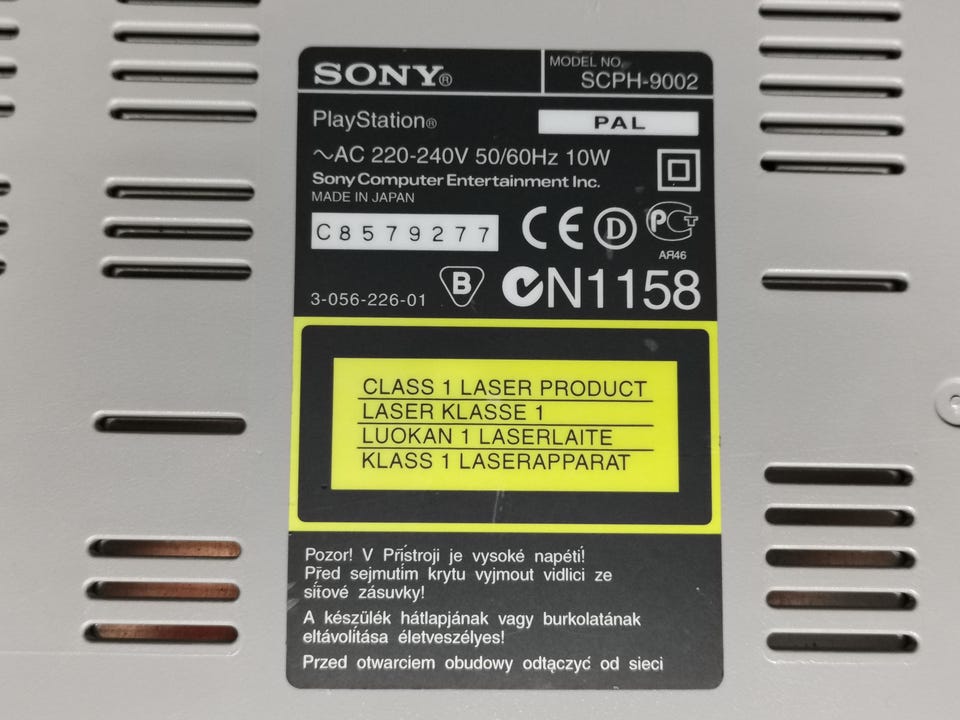 SONY®
MODEL NO.
SCPH-9002
PlayStation®
PAL
~AC 220-240V 50/60Hz 10W
Sony Computer Entertainment Inc.
MADE IN JAPAN
C8579277
CE D PCT
АЯ46
3-056-226-01
B
N1158
CLASS 1 LASER PRODUCT
LASER KLASSE 1
LUOKAN 1 LASERLAITE
KLASS 1 LASERAPPARAT
Pozor! V Přístroji je vysoké napětí!
Před sejmutím krytu vyjmout vidlici ze
síťové zásuvky!
A készülék hátlapjának vagy burkolatának
eltávolítása életveszélyes!
Przed otwarciem obudowy odtączyć od sieci